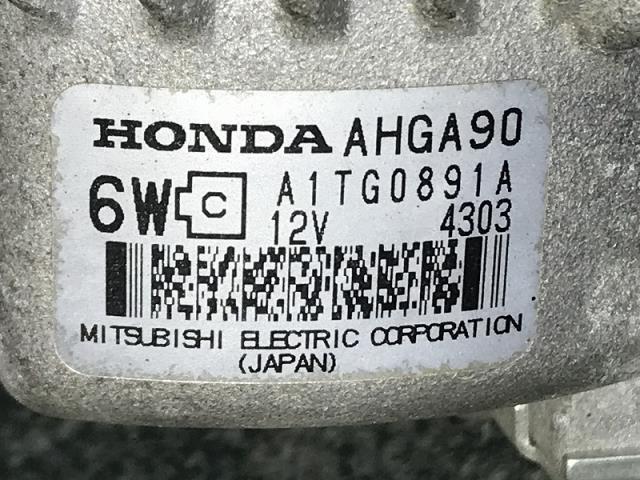 HONDA AHGA90
6W C A1TG0891A
12V 4303
MITSUBISHI ELECTRIC CORPORATION
(JAPAN)